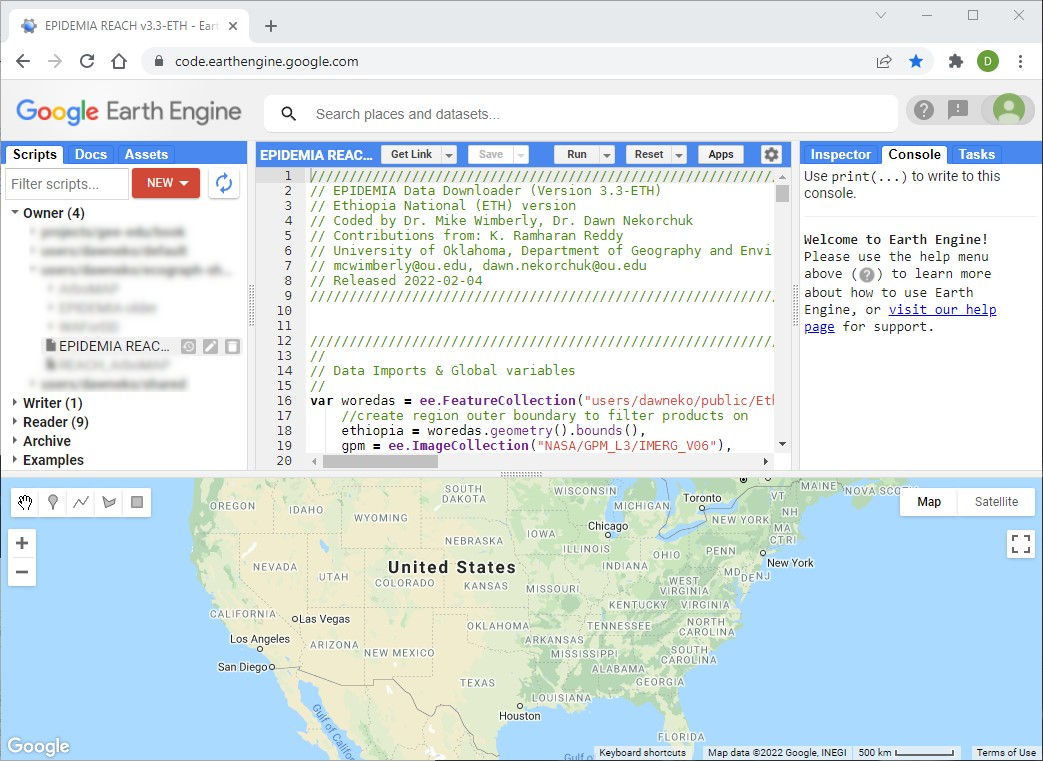 EPIDEMIA REACH v3.3-ETH - Eart
code.earthengine.google.com
D
Google Earth Engine
Search places and datasets...
Scripts Docs Assets
Filter scripts... NEW
Owner (4)
EPIDEMIA REAC...
Writer (1)
Reader (9)
Archive
Examples
EPIDEMIA REAC... Get Link Save Run Reset Apps
1 ////////////////////////////////////////////////////////////
2 // EPIDEMIA Data Downloader (Version 3.3-ETH)
3 // Ethiopia National (ETH) version
4 // Coded by Dr. Mike Wimberly, Dr. Dawn Nekorchuk
5 // Contributions from: K. Ramharan Reddy
6 // University of Oklahoma, Department of Geography and Envi
7 // mcwimberly@ou.edu, dawn.nekorchuk@ou.edu
8 // Released 2022-02-04
9 ////////////////////////////////////////////////////////////
10
11
12 ////////////////////////////////////////////////////////////
13 //
14 // Data Imports & Global variables
15 //
16 var woredas = ee.FeatureCollection("users/dawneko/public/Eth
17 //create region outer boundary to filter products on
18 ethiopia = woredas.geometry().bounds(),
19 gpm = ee.ImageCollection("NASA/GPM_L3/IMERG_V06"),
20
Inspector Console Tasks
Use print(...) to write to this
console.
Welcome to Earth Engine!
Please use the help menu
above (?) to learn more
about how to use Earth
Engine, or visit our help
page for support.
Map Satellite
+
−
OREGON
IDAHO
WYOMING
SOUTH
DAKOTA
WISCONSIN
MICHIGAN
Toronto
VT
MAINE
NOVA SCOTI
NH
NEW YORK
MA
CT RI
Chicago
IOWA
NEBRASKA
NEVADA
UTAH
United States
COLORADO
KANSAS
MISSOURI
ILLINOIS
INDIANA
OHIO
PENN
New York
MD DE NJ
WEST
VIRGINIA
KENTUCKY
VIRGINIA
CALIFORNIA
Las Vegas
Los Angeles
San Diego
ARIZONA
NEW MEXICO
OKLAHOMA
ARKANSAS
TENNESSEE
NORTH
CAROLINA
MISSISSIPPI
ALABAMA
SOUTH
CAROLINA
GEORGIA
TEXAS
LOUISIANA
Houston
FLORIDA
Gulf of Calif
Gulf o
Google
Keyboard shortcuts Map data ©2022 Google, INEGI 500 km Terms of Use